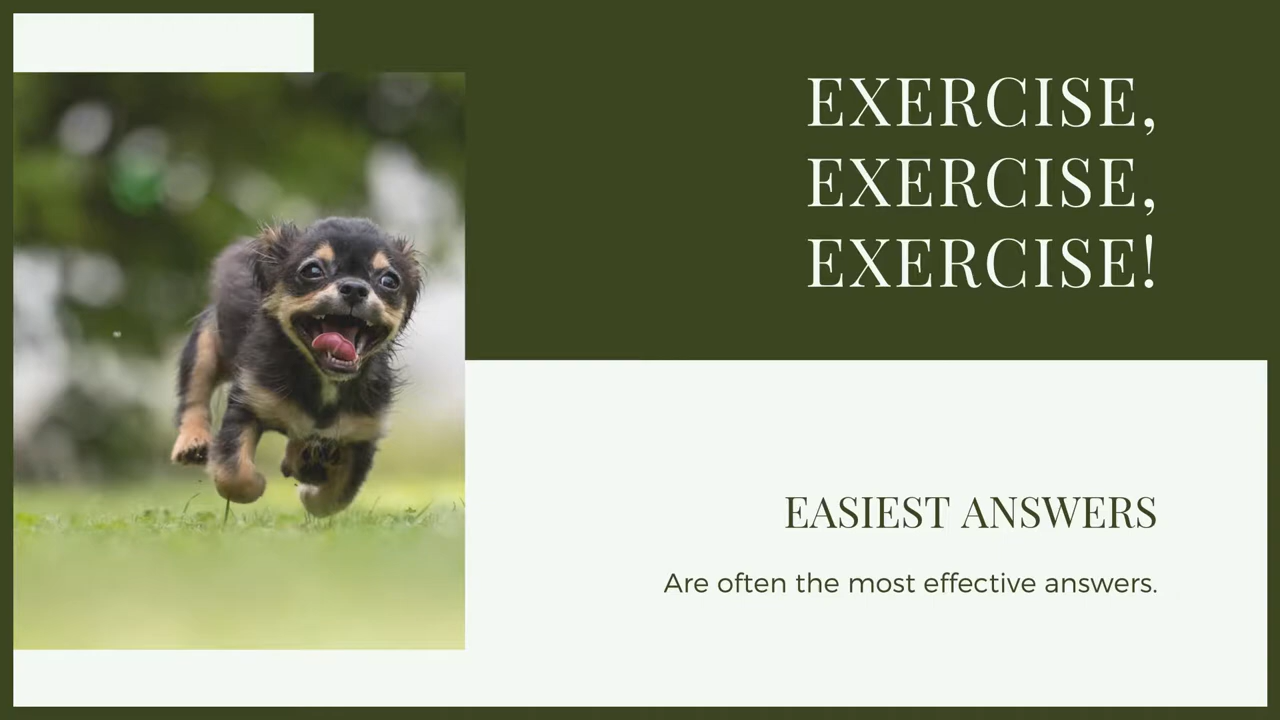 EXERCISE,
EXERCISE,
EXERCISE!
EASIEST ANSWERS
Are often the most effective answers.